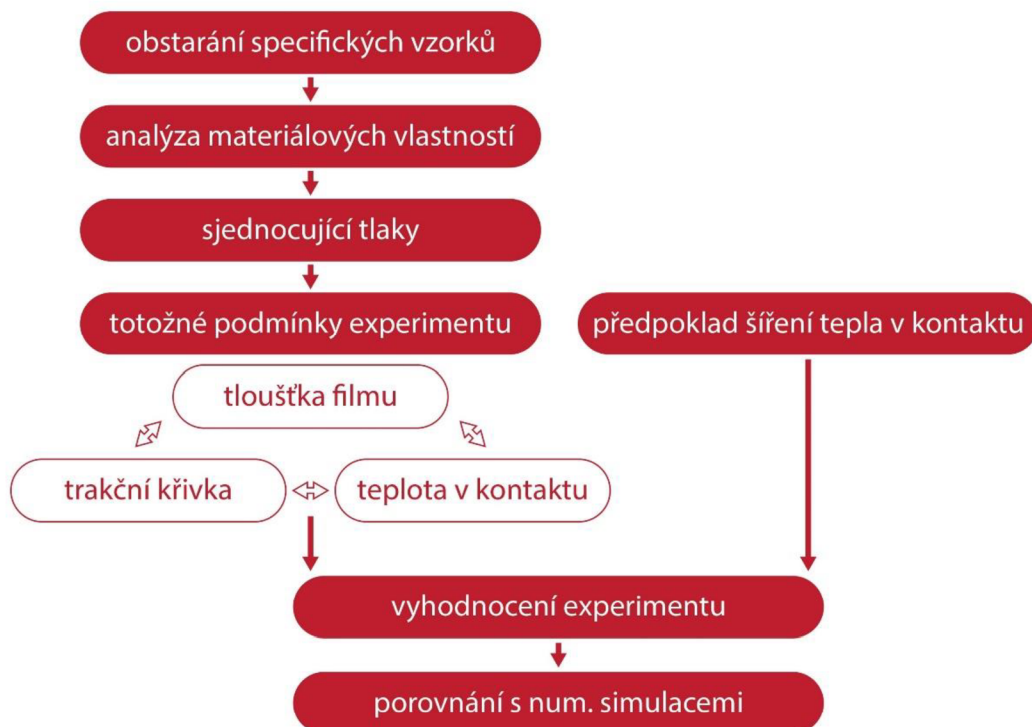 obstarání specifických vzorků
analýza materiálových vlastností
sjednocující tlaky
totožné podmínky experimentu
předpoklad šíření tepla v kontaktu
tloušťka filmu
trakční křivka
teplota v kontaktu
vyhodnocení experimentu
porovnání s num. simulacemi